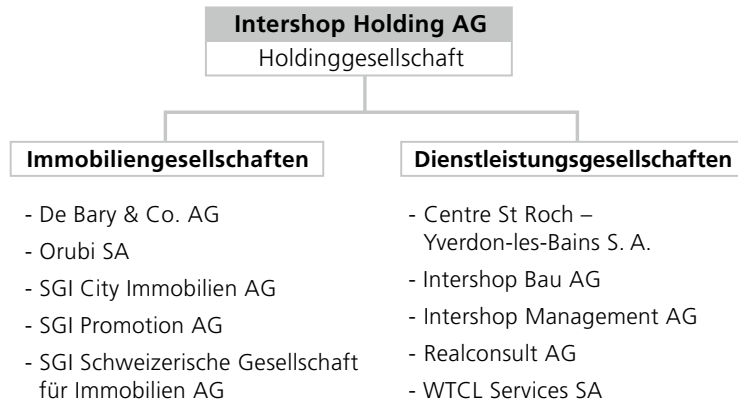 Intershop Holding AG
Holdinggesellschaft
Immobiliengesellschaften
- De Bary & Co. AG
- Orubi SA
- SGI City Immobilien AG
- SGI Promotion AG
- SGI Schweizerische Gesellschaft
für Immobilien AG
Dienstleistungsgesellschaften
- Centre St Roch –
Yverdon-les-Bains S. A.
- Intershop Bau AG
- Intershop Management AG
- Realconsult AG
- WTCL Services SA